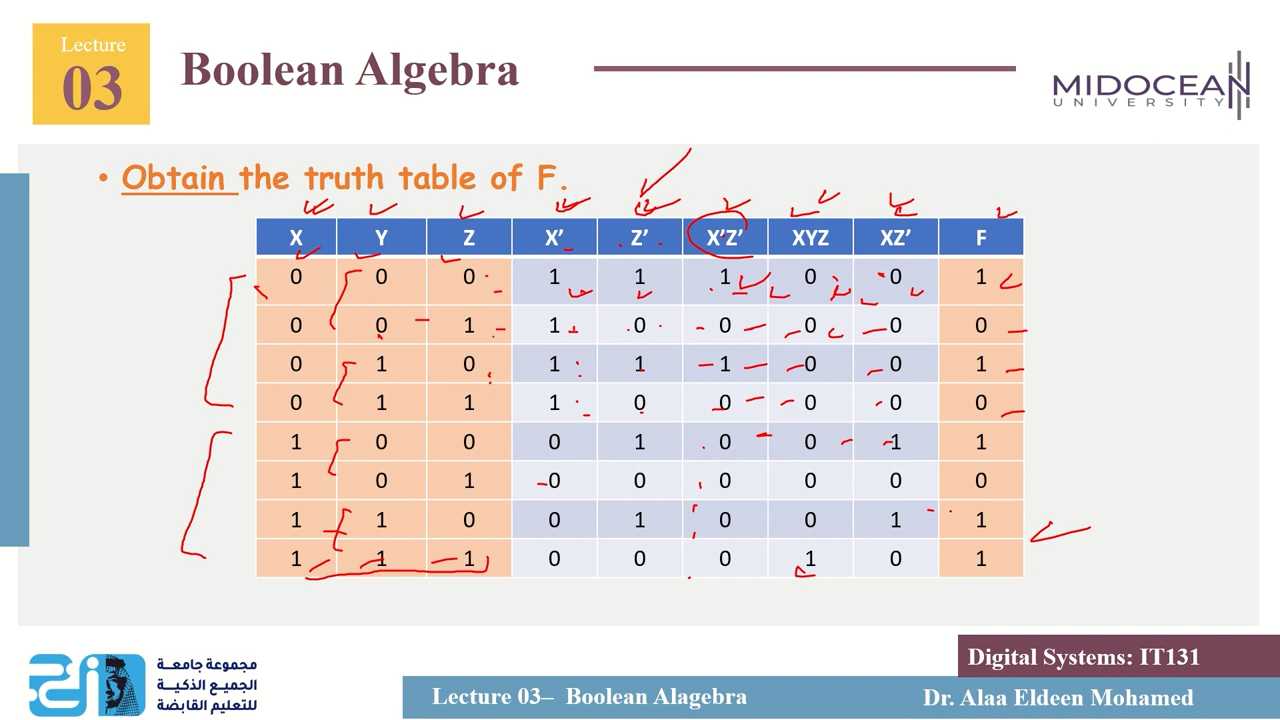 Lecture
03
Boolean Algebra
MIDOCEAN
UNIVERSITY
• Obtain the truth table of F.
X Y Z X’ Z’ X’Z’ XYZ XZ’ F
0 0 0 1 1 1 0 0 1
0 0 1 1 0 0 0 0 0
0 1 0 1 1 1 0 0 1
0 1 1 1 0 0 0 0 0
1 0 0 0 1 0 0 1 1
1 0 1 0 0 0 0 0 0
1 1 0 0 1 0 0 1 1
1 1 1 0 0 0 1 0 1
مجموعة جامعة
الجميع الذكية
للتعليم القابضة
Digital Systems: IT131
Lecture 03– Boolean Alagebra
Dr. Alaa Eldeen Mohamed